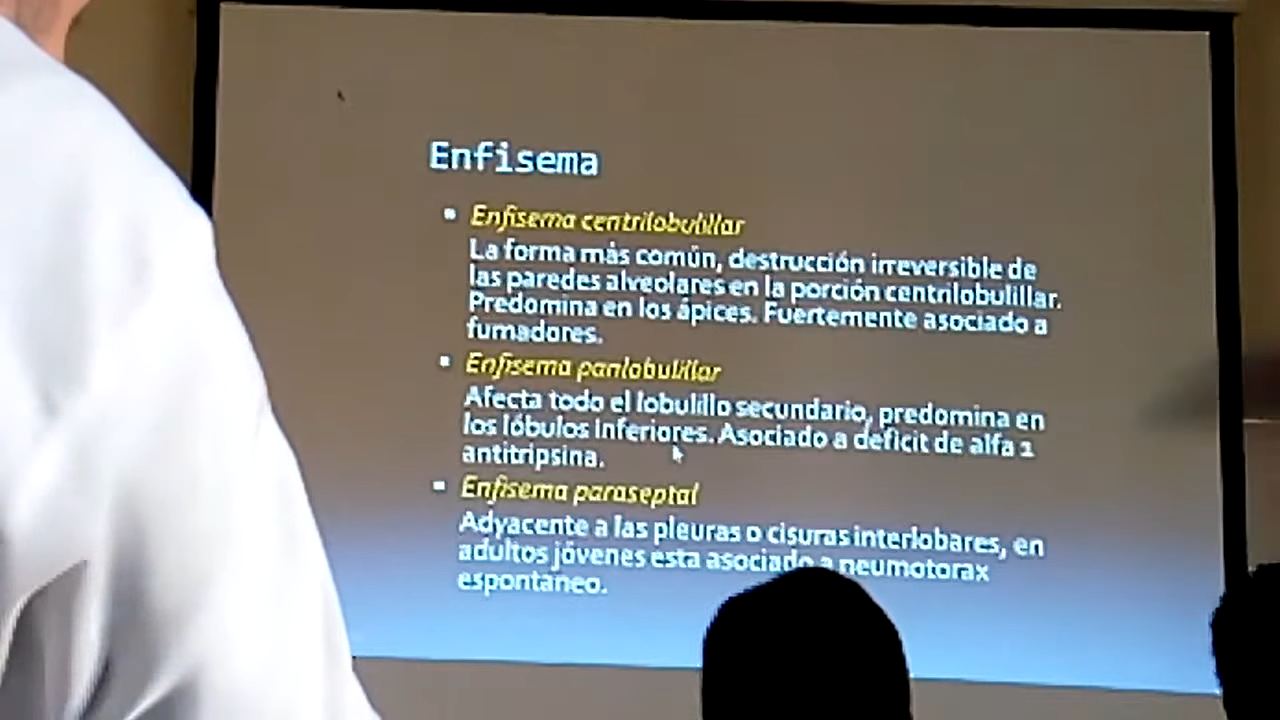 Enfisema
Enfisema centrilobulillar
La forma más común, destrucción irreversible de
las paredes alveolares en la porción centrilobulillar.
Predomina en los ápices. Fuertemente asociado a
fumadores.
Enfisema panlobulillar
Afecta todo el lobulillo secundario, predomina en
los lóbulos inferiores. Asociado a deficit de alfa 1
antitripsina.
Enfisema paraseptal
Adyacente a las pleuras o cisuras interlobares, en
adultos jóvenes esta asociado a neumotorax
espontaneo.